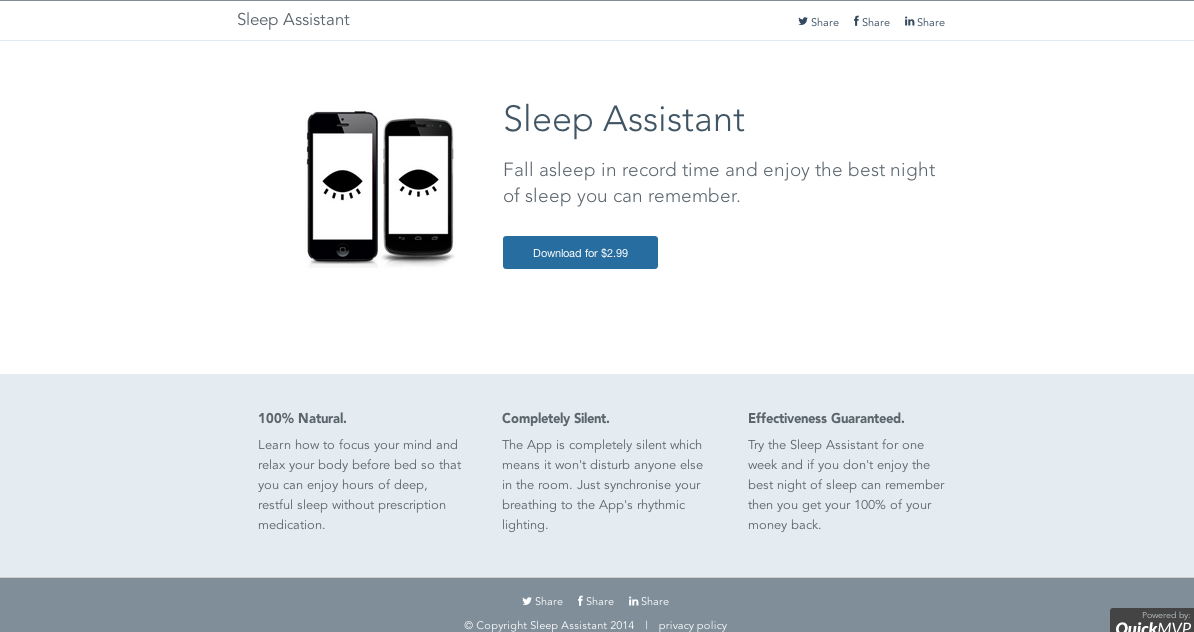 Sleep Assistant
Share Share Share
Sleep Assistant
Fall asleep in record time and enjoy the best night
of sleep you can remember.
Download for $2.99
100% Natural.
Learn how to focus your mind and
relax your body before bed so that
you can enjoy hours of deep,
restful sleep without prescription
medication.
Completely Silent.
The App is completely silent which
means it won't disturb anyone else
in the room. Just synchronise your
breathing to the App's rhythmic
lighting.
Effectiveness Guaranteed.
Try the Sleep Assistant for one
week and if you don't enjoy the
best night of sleep can remember
then you get your 100% of your
money back.
Share Share Share
© Copyright Sleep Assistant 2014 | privacy policy
Powered by:
QuickMVP